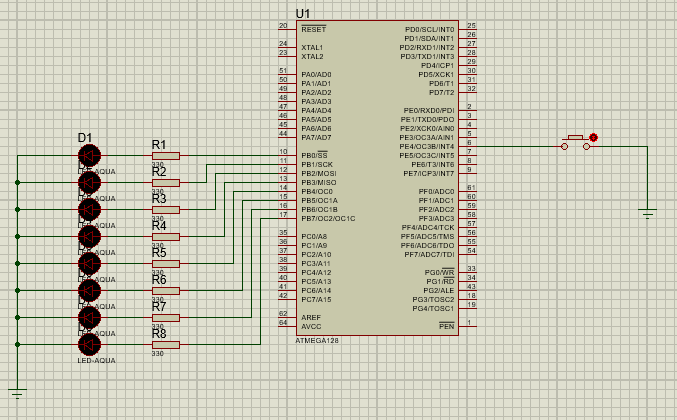 U1
20 RESET PD0/SCL/INT0 25
PD1/SDA/INT1 26
24 XTAL1 PD2/RXD1/INT2 27
23 XTAL2 PD3/TXD1/INT3 28
PD4/ICP1 29
51 PA0/AD0 PD5/XCK1 30
50 PA1/AD1 PD6/T1 31
49 PA2/AD2 PD7/T2 32
48 PA3/AD3
47 PA4/AD4 PE0/RXD0/PDI 2
46 PA5/AD5 PE1/TXD0/PDO 3
45 PA6/AD6 PE2/XCK0/AIN0 4
44 PA7/AD7 PE3/OC3A/AIN1 5
PE4/OC3B/INT4 6
10 PB0/SS PE5/OC3C/INT5 7
11 PB1/SCK PE6/T3/INT6 8
12 PB2/MOSI PE7/ICP3/INT7 9
13 PB3/MISO
14 PB4/OC0 PF0/ADC0 61
15 PB5/OC1A PF1/ADC1 60
16 PB6/OC1B PF2/ADC2 59
17 PB7/OC2/OC1C PF3/ADC3 58
PF4/ADC4/TCK 57
35 PC0/A8 PF5/ADC5/TMS 56
36 PC1/A9 PF6/ADC6/TDO 55
37 PC2/A10 PF7/ADC7/TDI 54
38 PC3/A11
39 PC4/A12 PG0/WR 33
40 PC5/A13 PG1/RD 34
41 PC6/A14 PG2/ALE 43
42 PC7/A15 PG3/TOSC2 18
PG4/TOSC1 19
62 AREF
64 AVCC PEN 1
ATMEGA128
D1
R1
330
LED-AQUA
R2
330
LED-AQUA
R3
330
LED-AQUA
R4
330
LED-AQUA
R5
330
LED-AQUA
R6
330
LED-AQUA
R7
330
LED-AQUA
R8
330
LED-AQUA